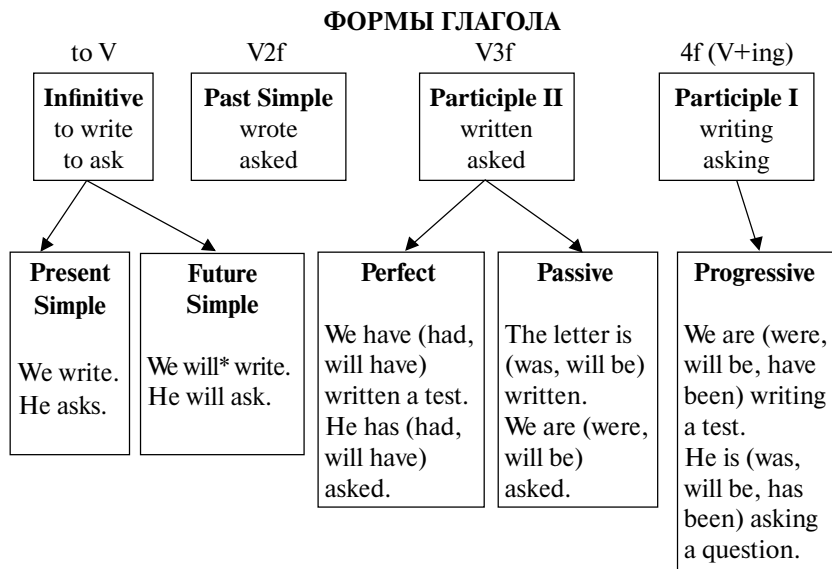 ФОРМЫ ГЛАГОЛА
to V
V2f
V3f
4f (V+ing)
Infinitive
to write
to ask
Past Simple
wrote
asked
Participle II
written
asked
Participle I
writing
asking
Present
Simple
We write.
He asks.
Future
Simple
We will* write.
He will ask.
Perfect
We have (had,
will have)
written a test.
He has (had,
will have)
asked.
Passive
The letter is
(was, will be)
written.
We are (were,
will be)
asked.
Progressive
We are (were,
will be, have
been) writing
a test.
He is (was,
will be, has
been) asking
a question.